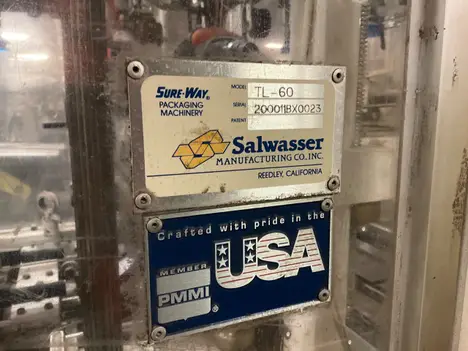 SURE-WAY®
PACKAGING
MACHINERY
MODEL TL-60
SERIAL 200011BX0023
PATENT
Salwasser
MANUFACTURING CO., INC.
REEDLEY, CALIFORNIA
Crafted with pride in the
USA
MEMBER
PMMI®